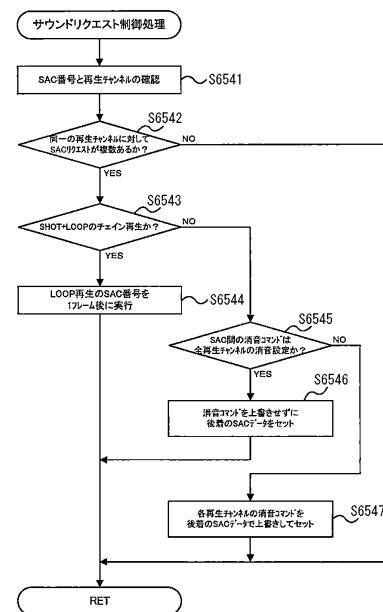 サウンドリクエスト制御処理
SAC番号と再生チャンネルの確認
S6541
S6542
同一の再生チャンネルに対して
SACリクエストが複数あるか？
NO
YES
S6543
SHOT+LOOPのチェイン再生か？
NO
YES
LOOP再生のSAC番号を
1フレーム後に実行
S6544
S6545
SAC間の消音コマンドは
全再生チャンネルの消音設定か？
NO
YES
S6546
消音コマンドを上書きせずに
後着のSACデータをセット
各再生チャンネルの消音コマンドを
後着のSACデータで上書きしてセット
S6547
RET